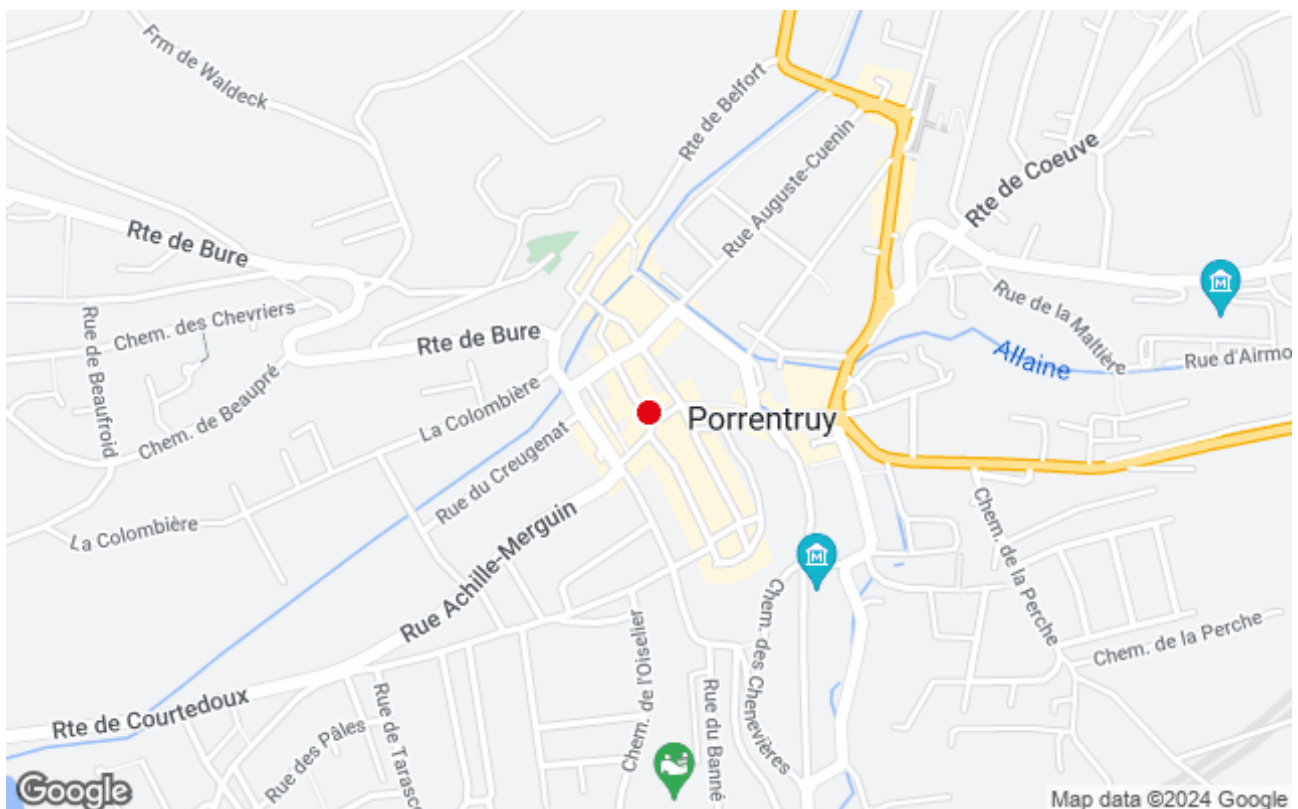 Frm de Waldeck
Rte de Belfort
Rue Auguste-Cuenin
Rte de Coeuve
Rte de Bure
Rue de Beaufroid
Chem. des Chevriers
Rte de Bure
Rue de la Maltière
Allaine
Rue d'Airmo
Chem. de Beaupré
La Colombière
Porrentruy
Rue du Creugenat
La Colombière
Rue Achille-Merguin
Chem. de la Perche
Chem. de la Perche
Chem. des Chenevières
Chem. de l'Oiselier
Rue du Banné
Rte de Courtedoux
Rue des Pâles
Rue de Tarasc
M
M
Google
Map data ©2024 Google